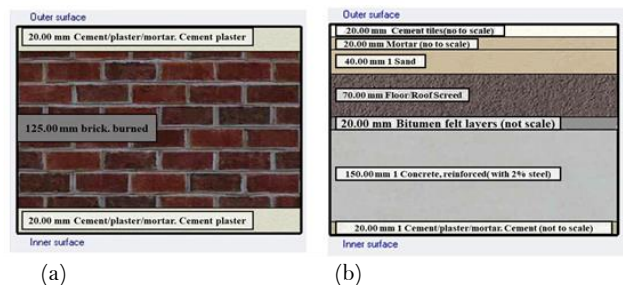 Outer surface
20.00 mm Cement/plaster/mortar. Cement plaster
125.00 mm brick. burned
20.00 mm Cement/plaster/mortar. Cement plaster
Inner surface
(a)
Outer surface
20.00 mm Cement tiles(no to scale)
20.00 mm Mortar (no to scale)
40.00 mm 1 Sand
70.00 mm Floor/Roof Screed
20.00 mm Bitumen felt layers (not scale)
150.00 mm 1 Concrete, reinforced( with 2% steel)
20.00 mm 1 Cement/plaster/mortar. Cement (not to scale)
Inner surface
(b)